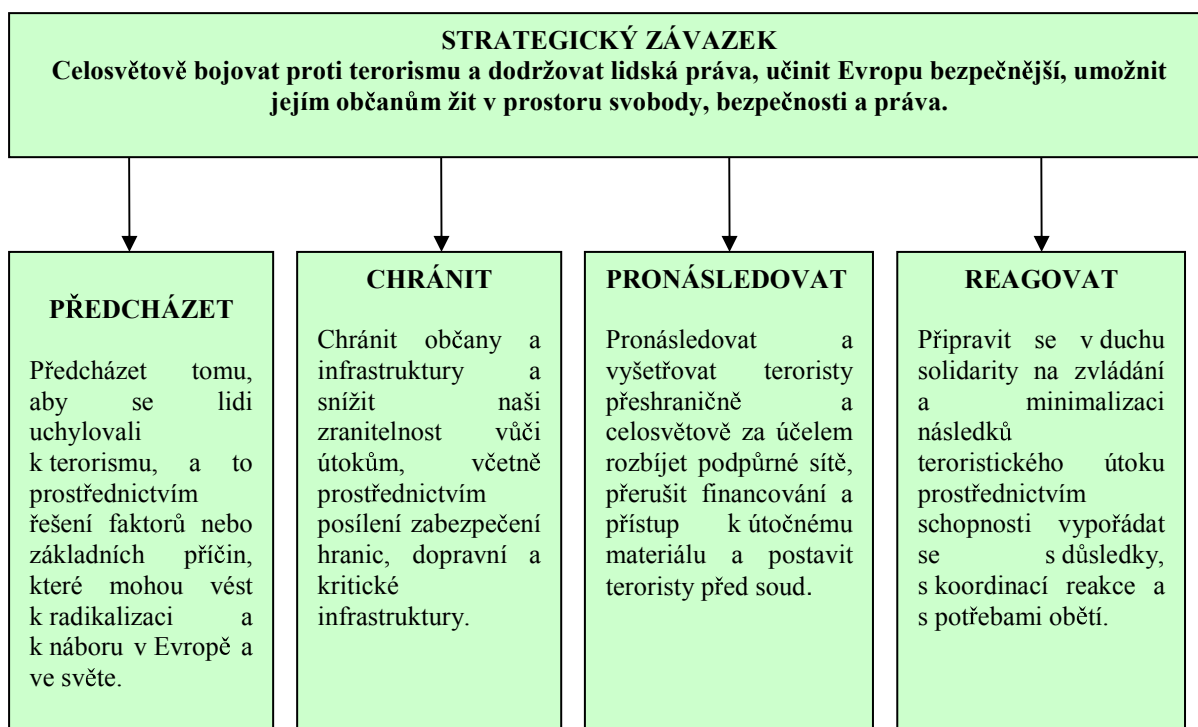 STRATEGICKÝ ZÁVAZEK
Celosvětově bojovat proti terorismu a dodržovat lidská práva, učinit Evropu bezpečnější, umožnit
jejím občanům žit v prostoru svobody, bezpečnosti a práva.
PŘEDCHÁZET
Předcházet tomu,
aby se lidi
uchylovali
k terorismu, a to
prostřednictvím
řešení faktorů nebo
základních příčin,
které mohou vést
k radikalizaci a
k náboru v Evropě a
ve světe.
CHRÁNIT
Chránit občany a
infrastruktury a
snížit naši
zranitelnost vůči
útokům, včetně
prostřednictvím
posílení zabezpečení
hranic, dopravní a
kritické
infrastruktury.
PRONÁSLEDOVAT
Pronásledovat a
vyšetřovat teroristy
přeshraničně a
celosvětově za účelem
rozbíjet podpůrné sítě,
přerušit financování a
přístup k útočnému
materiálu a postavit
teroristy před soud.
REAGOVAT
Připravit se v duchu
solidarity na zvládání
a minimalizaci
následků
teroristického útoku
prostřednictvím
schopnosti vypořádat
se s důsledky,
s koordinací reakce a
s potřebami obětí.